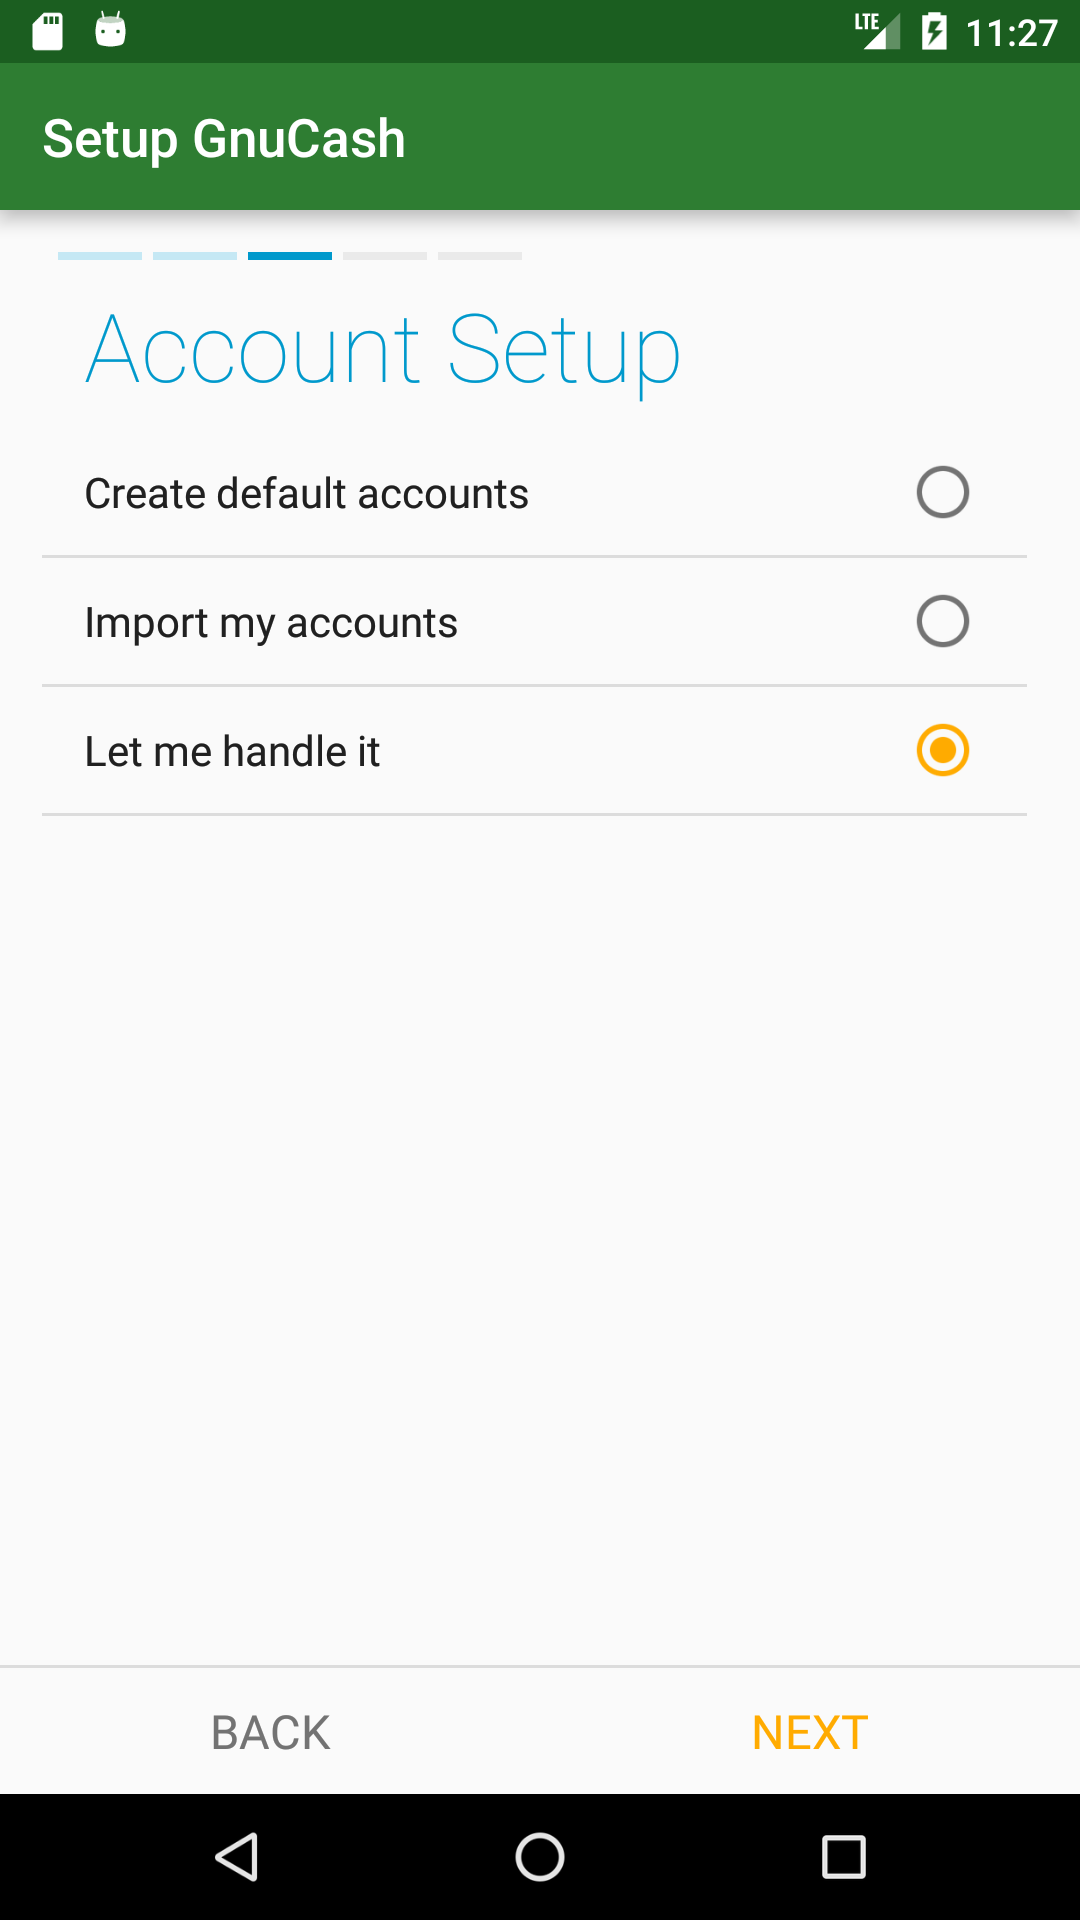 LTE 11:27
Setup GnuCash
Account Setup
Create default accounts
Import my accounts
Let me handle it
BACK NEXT